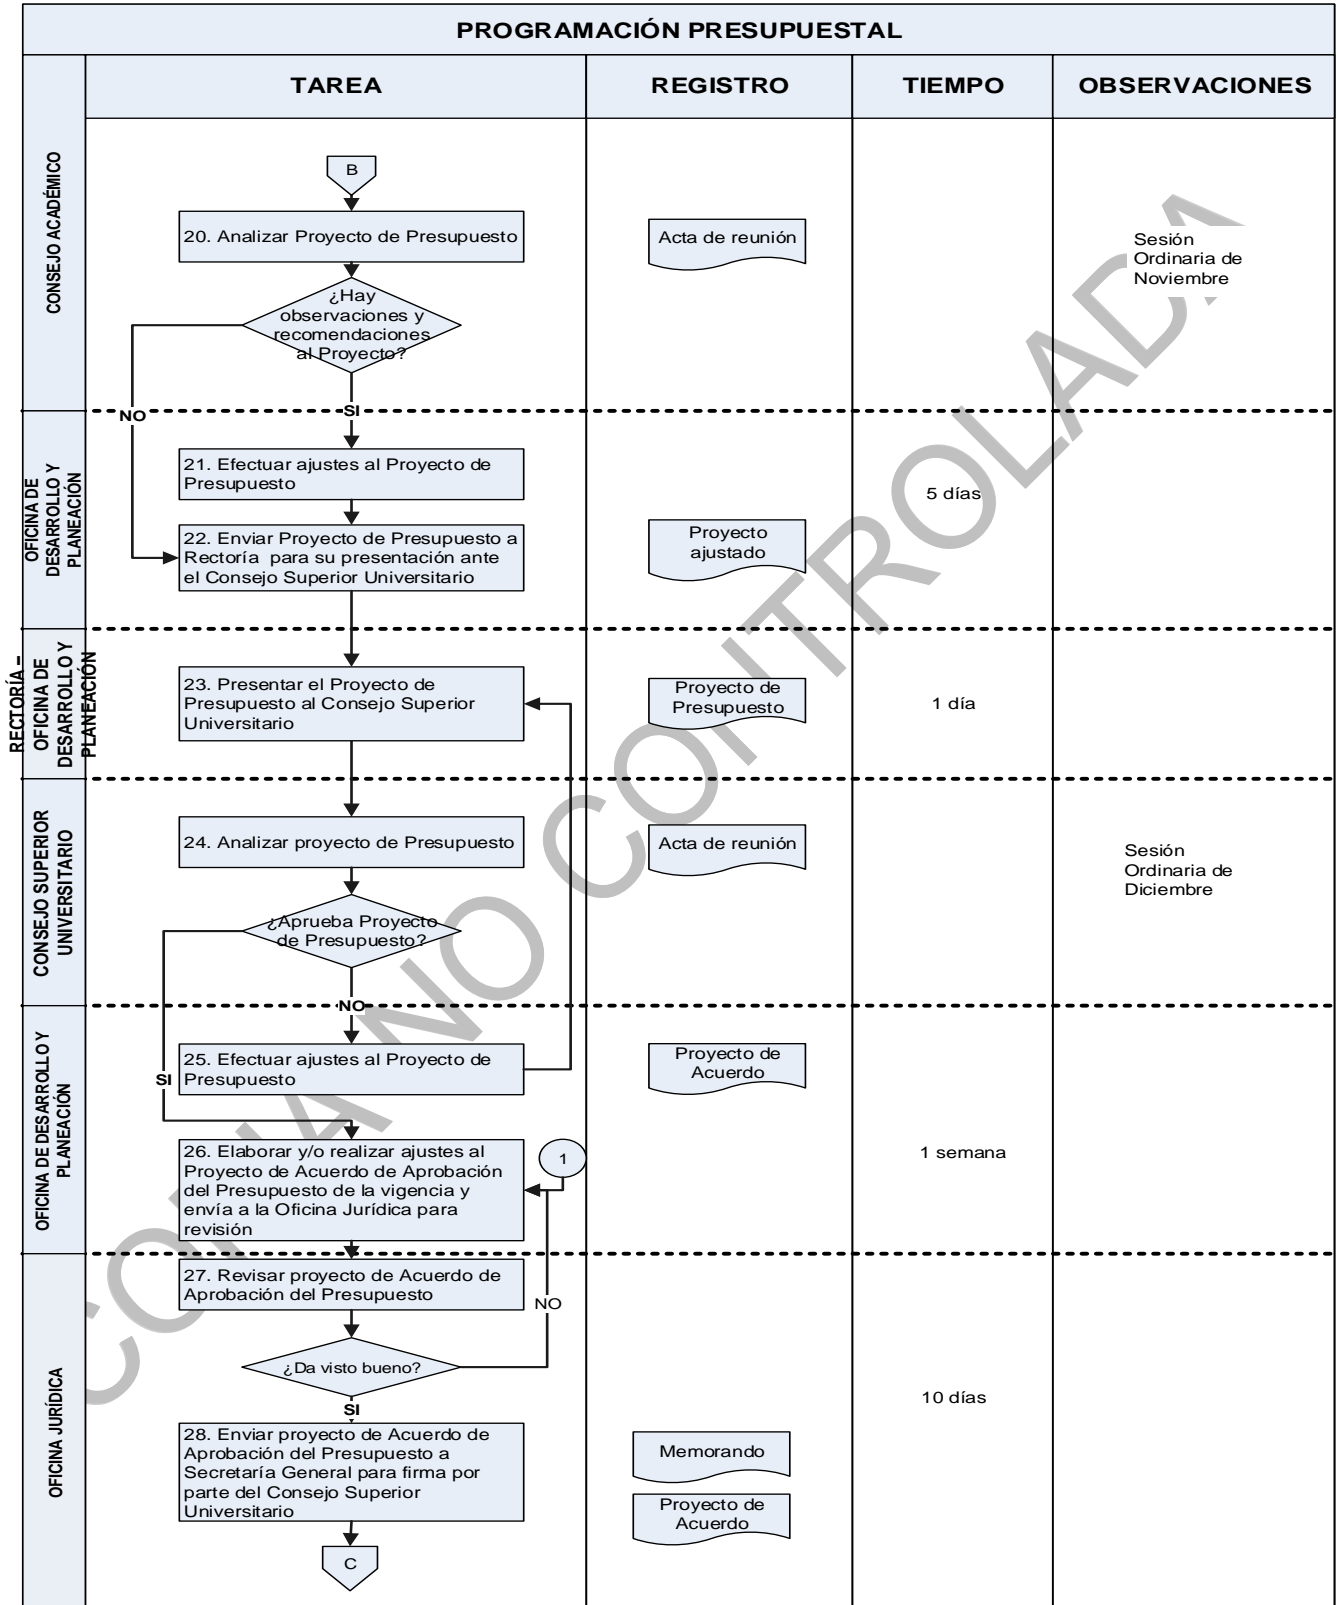 PROGRAMACIÓN PRESUPUESTAL
TAREA
REGISTRO
TIEMPO
OBSERVACIONES
CONSEJO ACADÉMICO
B
20. Analizar Proyecto de Presupuesto
Acta de reunión
Sesión
Ordinaria de
Noviembre
¿Hay
observaciones y
recomendaciones
al Proyecto?
NO
SI
OFICINA DE
DESARROLLO Y
PLANEACIÓN
21. Efectuar ajustes al Proyecto de
Presupuesto
5 días
22. Enviar Proyecto de Presupuesto a
Rectoría para su presentación ante
el Consejo Superior Universitario
Proyecto
ajustado
RECTORÍA –
OFICINA DE
DESARROLLO Y
PLANEACIÓN
23. Presentar el Proyecto de
Presupuesto al Consejo Superior
Universitario
Proyecto de
Presupuesto
1 día
CONSEJO SUPERIOR
UNIVERSITARIO
24. Analizar proyecto de Presupuesto
Acta de reunión
Sesión
Ordinaria de
Diciembre
¿Aprueba Proyecto
de Presupuesto?
NO
SI
OFICINA DE DESARROLLO Y
PLANEACIÓN
25. Efectuar ajustes al Proyecto de
Presupuesto
Proyecto de
Acuerdo
26. Elaborar y/o realizar ajustes al
Proyecto de Acuerdo de Aprobación
del Presupuesto de la vigencia y
envía a la Oficina Jurídica para
revisión
1
1 semana
OFICINA JURÍDICA
27. Revisar proyecto de Acuerdo de
Aprobación del Presupuesto
NO
¿Da visto bueno?
SI
10 días
28. Enviar proyecto de Acuerdo de
Aprobación del Presupuesto a
Secretaría General para firma por
parte del Consejo Superior
Universitario
Memorando
Proyecto de
Acuerdo
C
COPIA NO CONTROLADA